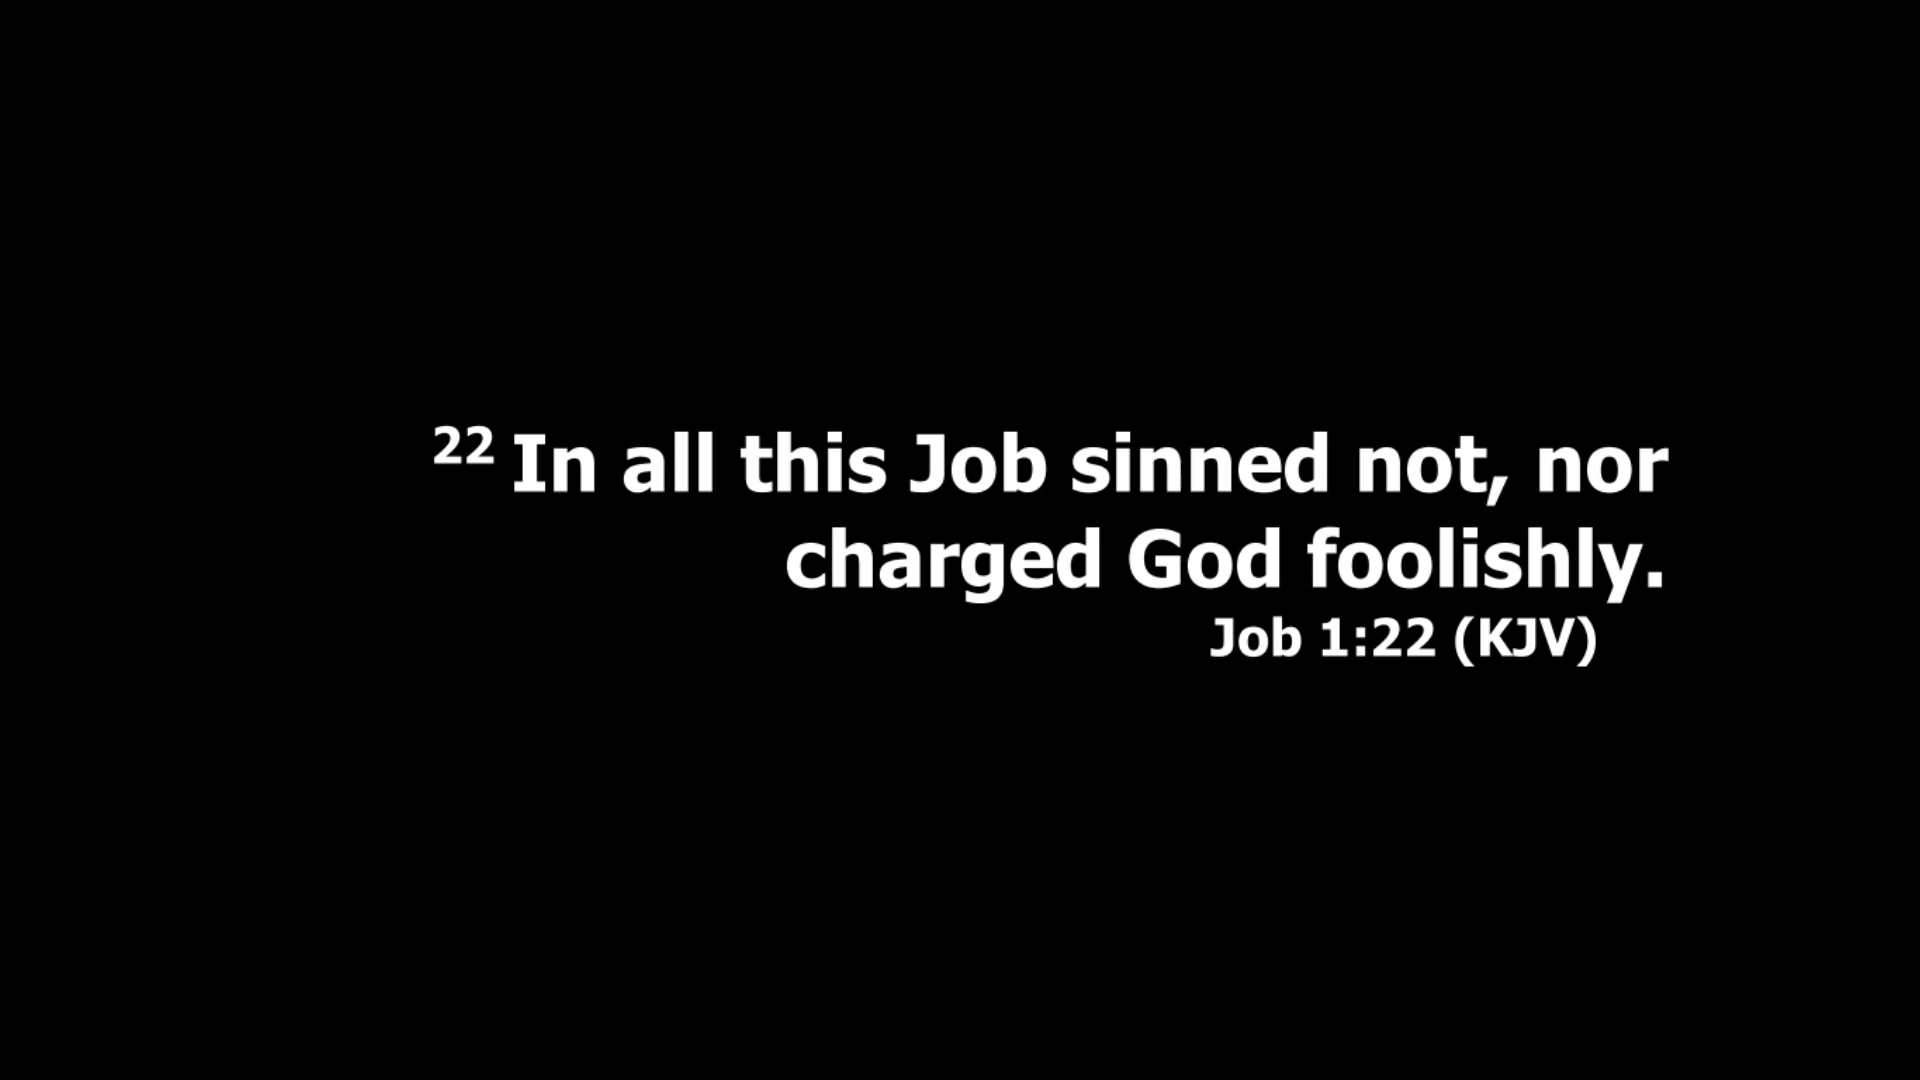 22 In all this Job sinned not, nor
charged God foolishly.
Job 1:22 (KJV)